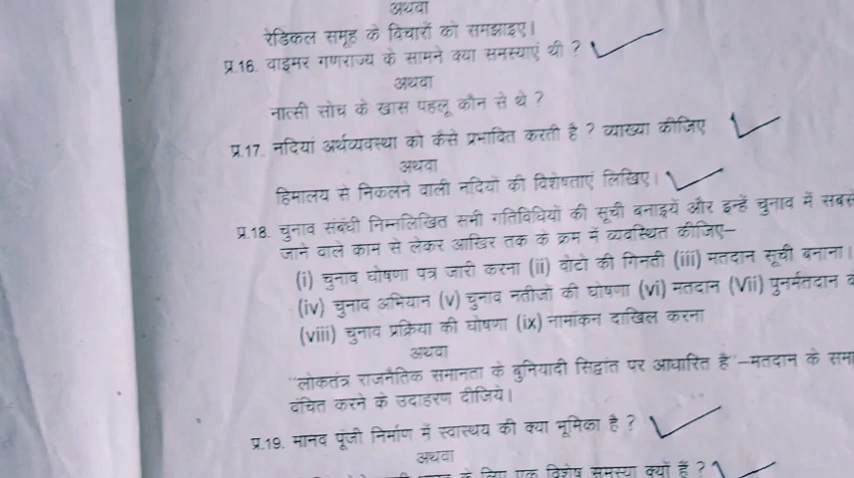 अथवा
रेडिकल समूह के विचारों को समझाइए।
प्र.16. वाइमर गणराज्य के सामने क्या समस्याएं थी ?
अथवा
नात्सी सोच के खास पहलू कौन से थे ?
प्र.17. नदियां अर्थव्यवस्था को कैसे प्रभावित करती है ? व्याख्या कीजिए
अथवा
हिमालय से निकलने वाली नदियों की विशेषताएं लिखिए।
प्र.18. चुनाव संबंधी निम्नलिखित सभी गतिविधियों की सूची बनाइयें और इन्हें चुनाव में सबसे
जाने वाले काम से लेकर आखिर तक के क्रम में व्यवस्थित कीजिए–
(i) चुनाव घोषणा पत्र जारी करना (ii) वोटो की गिनती (iii) मतदान सूची बनाना।
(iv) चुनाव अभियान (v) चुनाव नतीजों की घोषणा (vi) मतदान (Vii) पुनर्मतदान
(viii) चुनाव प्रक्रिया की घोषणा (ix) नामांकन दाखिल करना
अथवा
"लोकतंत्र राजनैतिक समानता के बुनियादी सिद्वांत पर आधारित है"–मतदान के समा
वंचित करने के उदाहरण दीजिये।
प्र.19. मानव पूंजी निर्माण में स्वास्थय की क्या भूमिका है ?
अथवा
के लिए एक विशेष समस्या क्यों हैं ?